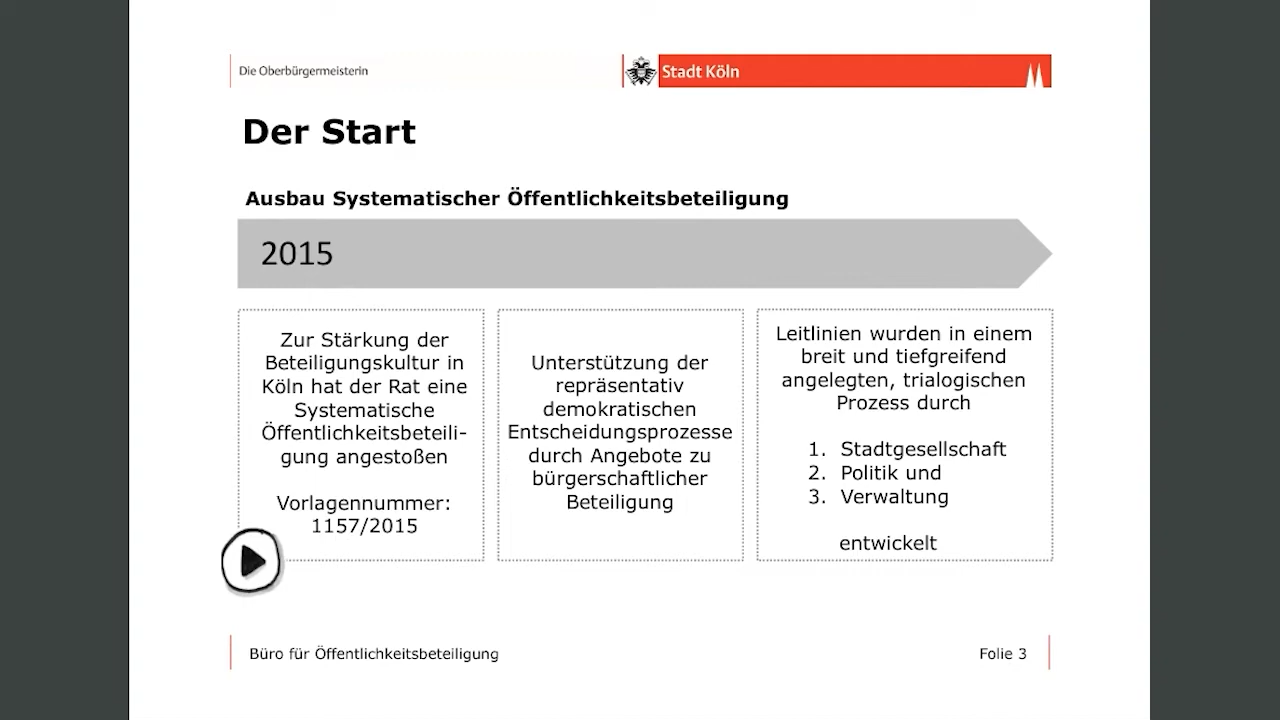 Die Oberbürgermeisterin
Stadt Köln
Der Start
Ausbau Systematischer Öffentlichkeitsbeteiligung
2015
Zur Stärkung der
Beteiligungskultur in
Köln hat der Rat eine
Systematische
Öffentlichkeitsbeteili-
gung angestoßen
Vorlagennummer:
1157/2015
Unterstützung der
repräsentativ
demokratischen
Entscheidungsprozesse
durch Angebote zu
bürgerschaftlicher
Beteiligung
Leitlinien wurden in einem
breit und tiefgreifend
angelegten, trialogischen
Prozess durch
1. Stadtgesellschaft
2. Politik und
3. Verwaltung
entwickelt
Büro für Öffentlichkeitsbeteiligung
Folie 3